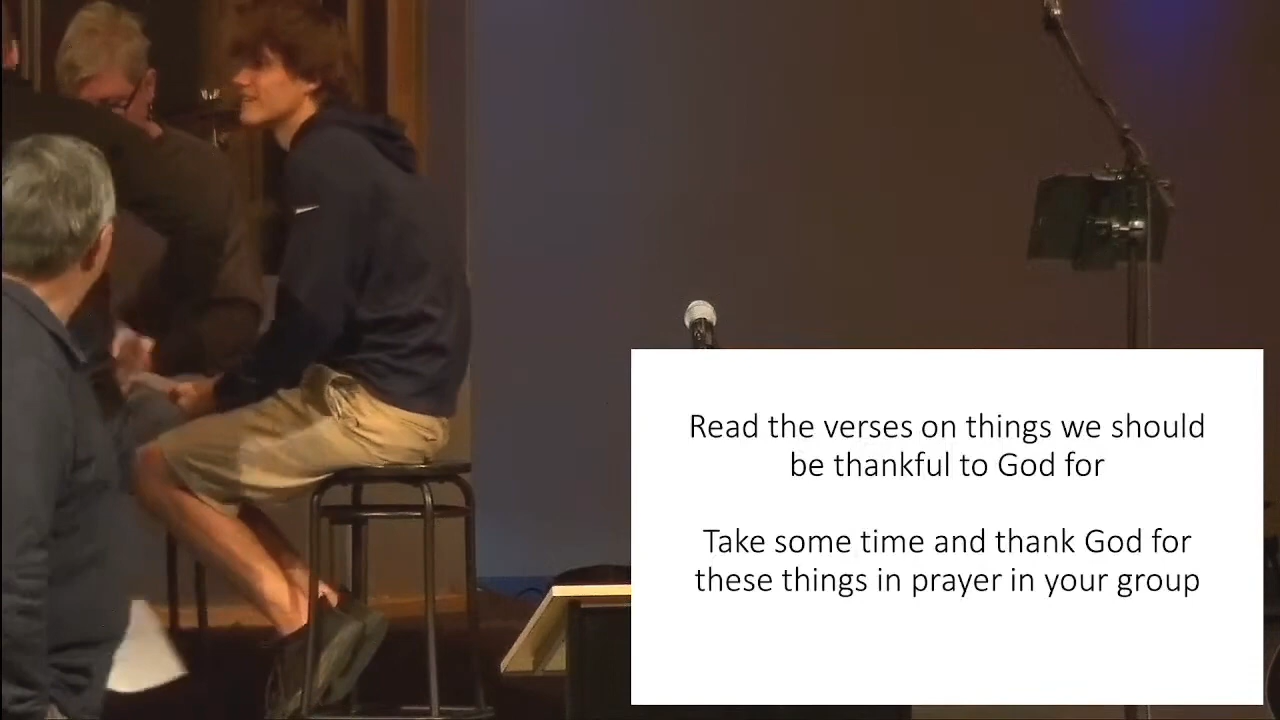 Read the verses on things we should
be thankful to God for
Take some time and thank God for
these things in prayer in your group